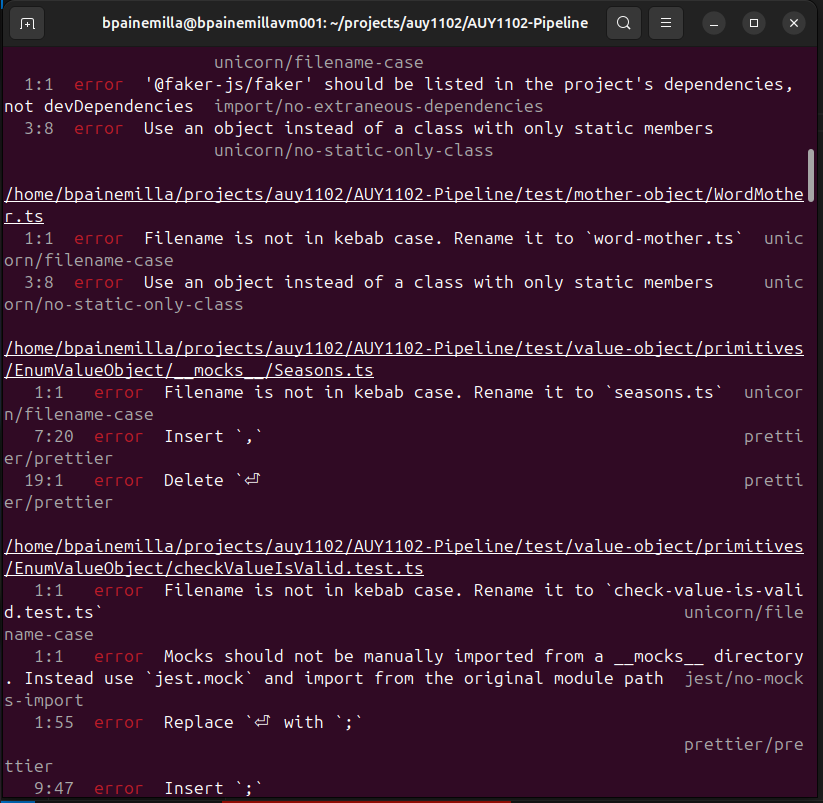 bpainemilla@bpainemillavm001: ~/projects/auy1102/AUY1102-Pipeline
unicorn/filename-case
1:1  error  '@faker-js/faker' should be listed in the project's dependencies,
not devDependencies  import/no-extraneous-dependencies
3:8  error  Use an object instead of a class with only static members
unicorn/no-static-only-class
/home/bpainemilla/projects/auy1102/AUY1102-Pipeline/test/mother-object/WordMothe
r.ts
1:1  error  Filename is not in kebab case. Rename it to `word-mother.ts`  unic
orn/filename-case
3:8  error  Use an object instead of a class with only static members     unic
orn/no-static-only-class
/home/bpainemilla/projects/auy1102/AUY1102-Pipeline/test/value-object/primitives
/EnumValueObject/__mocks__/Seasons.ts
1:1   error  Filename is not in kebab case. Rename it to `seasons.ts`  unicor
n/filename-case
7:20  error  Insert `,`                                                pretti
er/prettier
19:1   error  Delete `⏎                                                pretti
er/prettier
/home/bpainemilla/projects/auy1102/AUY1102-Pipeline/test/value-object/primitives
/EnumValueObject/checkValueIsValid.test.ts
1:1   error  Filename is not in kebab case. Rename it to `check-value-is-vali
d.test.ts`                                                          unicorn/file
name-case
1:1   error  Mocks should not be manually imported from a __mocks__ directory
. Instead use `jest.mock` and import from the original module path  jest/no-mock
s-import
1:55  error  Replace `⏎ with `;`
prettier/pre
ttier
9:47  error  Insert `;`